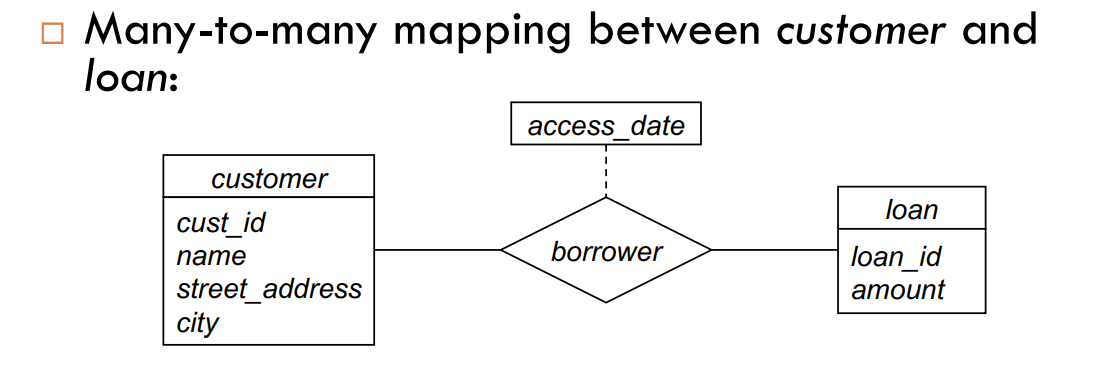 Many-to-many mapping between customer and
loan:
access_date
customer
cust_id
name
street_address
city
borrower
loan
loan_id
amount